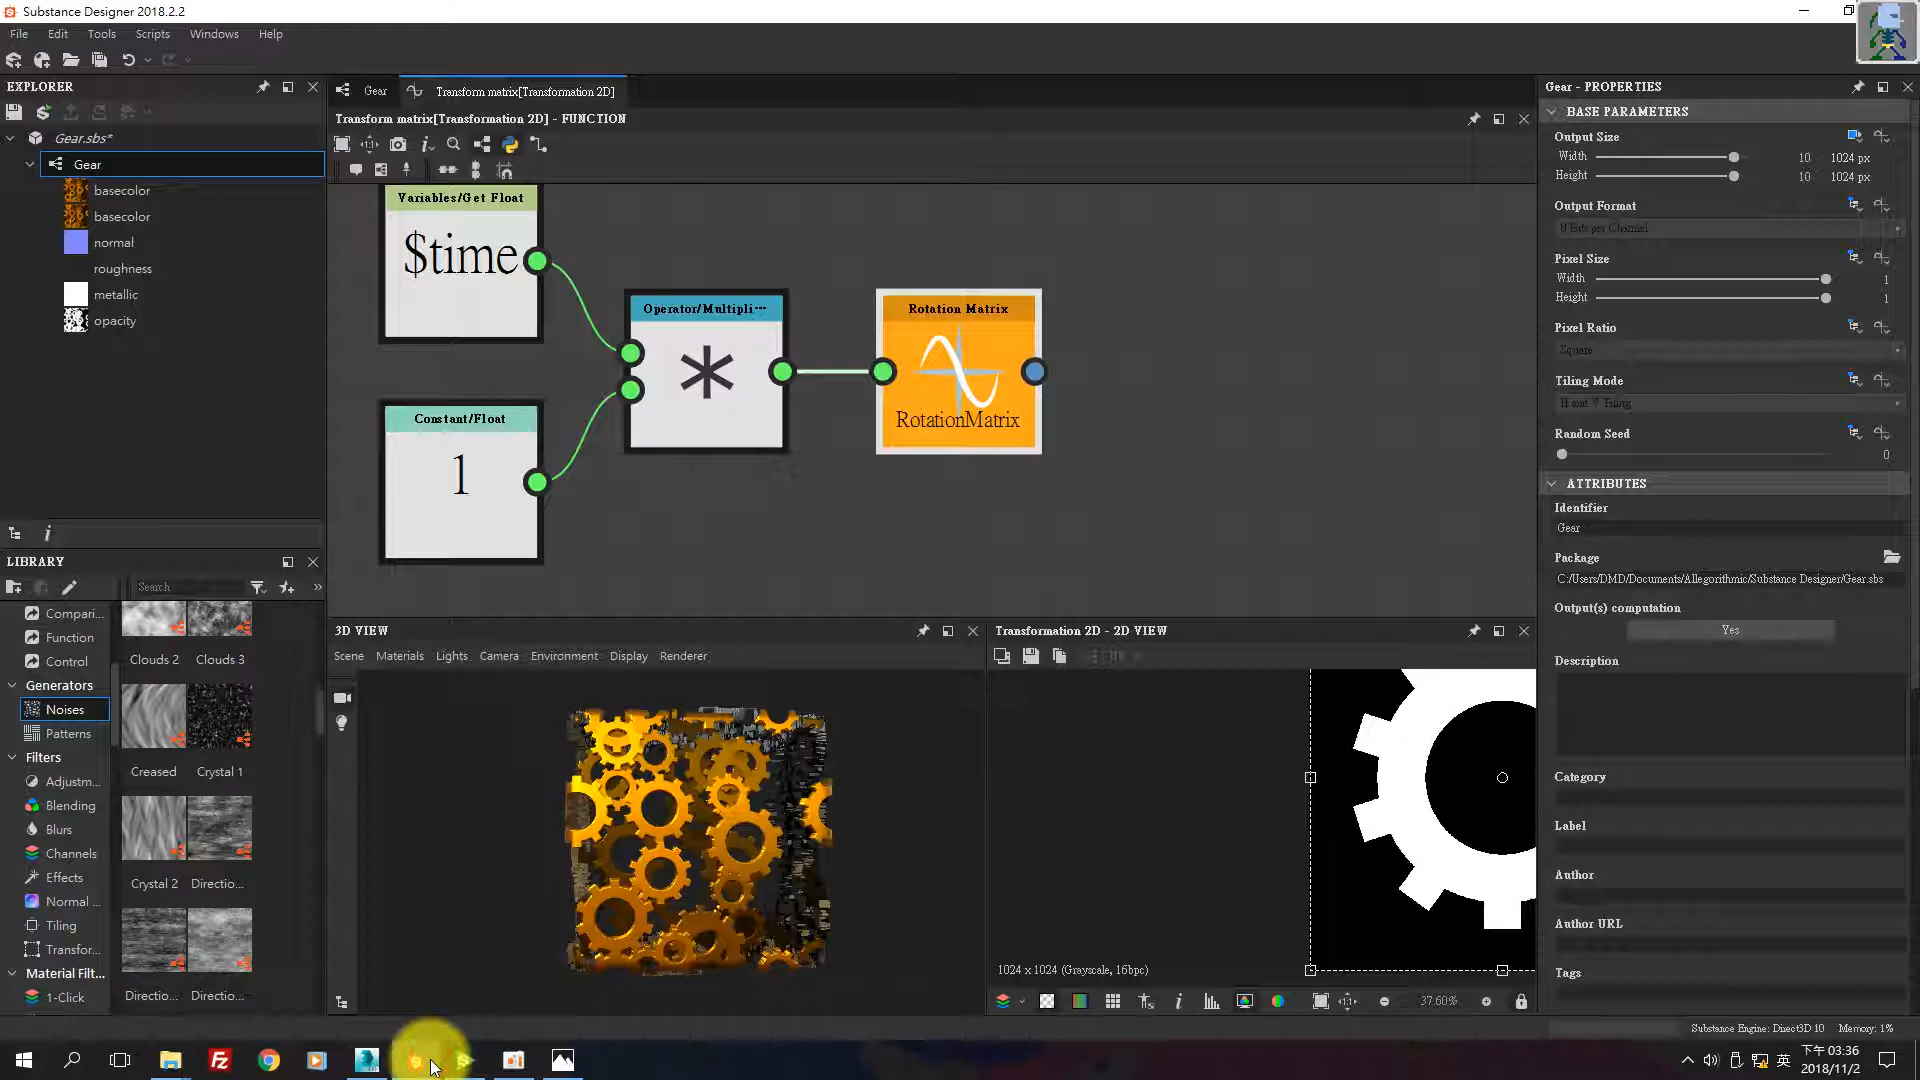 Substance Designer 2018.2.2
File Edit Tools Scripts Windows Help
EXPLORER
Gear.sbs*
Gear
basecolor
basecolor
normal
roughness
metallic
opacity
LIBRARY
Search
Compari...
Function
Control
Generators
Noises
Patterns
Filters
Adjustm...
Blending
Blurs
Channels
Effects
Normal ...
Tiling
Transfor...
Material Filt...
1-Click
Clouds 2 Clouds 3
Creased Crystal 1
Crystal 2 Directio...
Directio... Directio...
Gear Transform matrix[Transformation 2D]
Transform matrix[Transformation 2D] - FUNCTION
Variables/Get Float
$time
Constant/Float
1
Operator/Multipli···
*
Rotation Matrix
RotationMatrix
3D VIEW
Scene Materials Lights Camera Environment Display Renderer
Transformation 2D - 2D VIEW
1024 x 1024 (Grayscale, 16bpc)
37.60%
Gear - PROPERTIES
BASE PARAMETERS
Output Size
Width 10 1024 px
Height 10 1024 px
Output Format
8 Bits per Channel
Pixel Size
Width 1
Height 1
Pixel Ratio
Square
Tiling Mode
H and V Tiling
Random Seed
0
ATTRIBUTES
Identifier
Gear
Package
C:/Users/DMD/Documents/Allegorithmic/Substance Designer/Gear.sbs
Output(s) computation
Yes
Description
Category
Label
Author
Author URL
Tags
Substance Engine: Direct3D 10 Memory: 1%
英
下午 03:36
2018/11/2